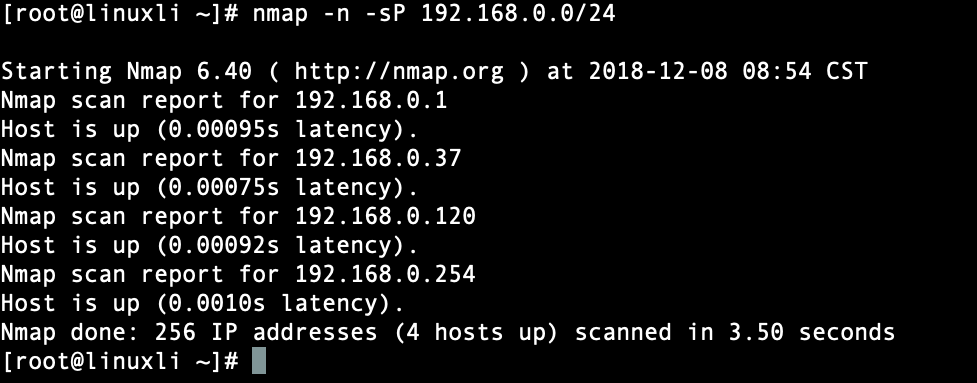 [root@linuxli ~]# nmap -n -sP 192.168.0.0/24
Starting Nmap 6.40 ( http://nmap.org ) at 2018-12-08 08:54 CST
Nmap scan report for 192.168.0.1
Host is up (0.00095s latency).
Nmap scan report for 192.168.0.37
Host is up (0.00075s latency).
Nmap scan report for 192.168.0.120
Host is up (0.00092s latency).
Nmap scan report for 192.168.0.254
Host is up (0.0010s latency).
Nmap done: 256 IP addresses (4 hosts up) scanned in 3.50 seconds
[root@linuxli ~]#